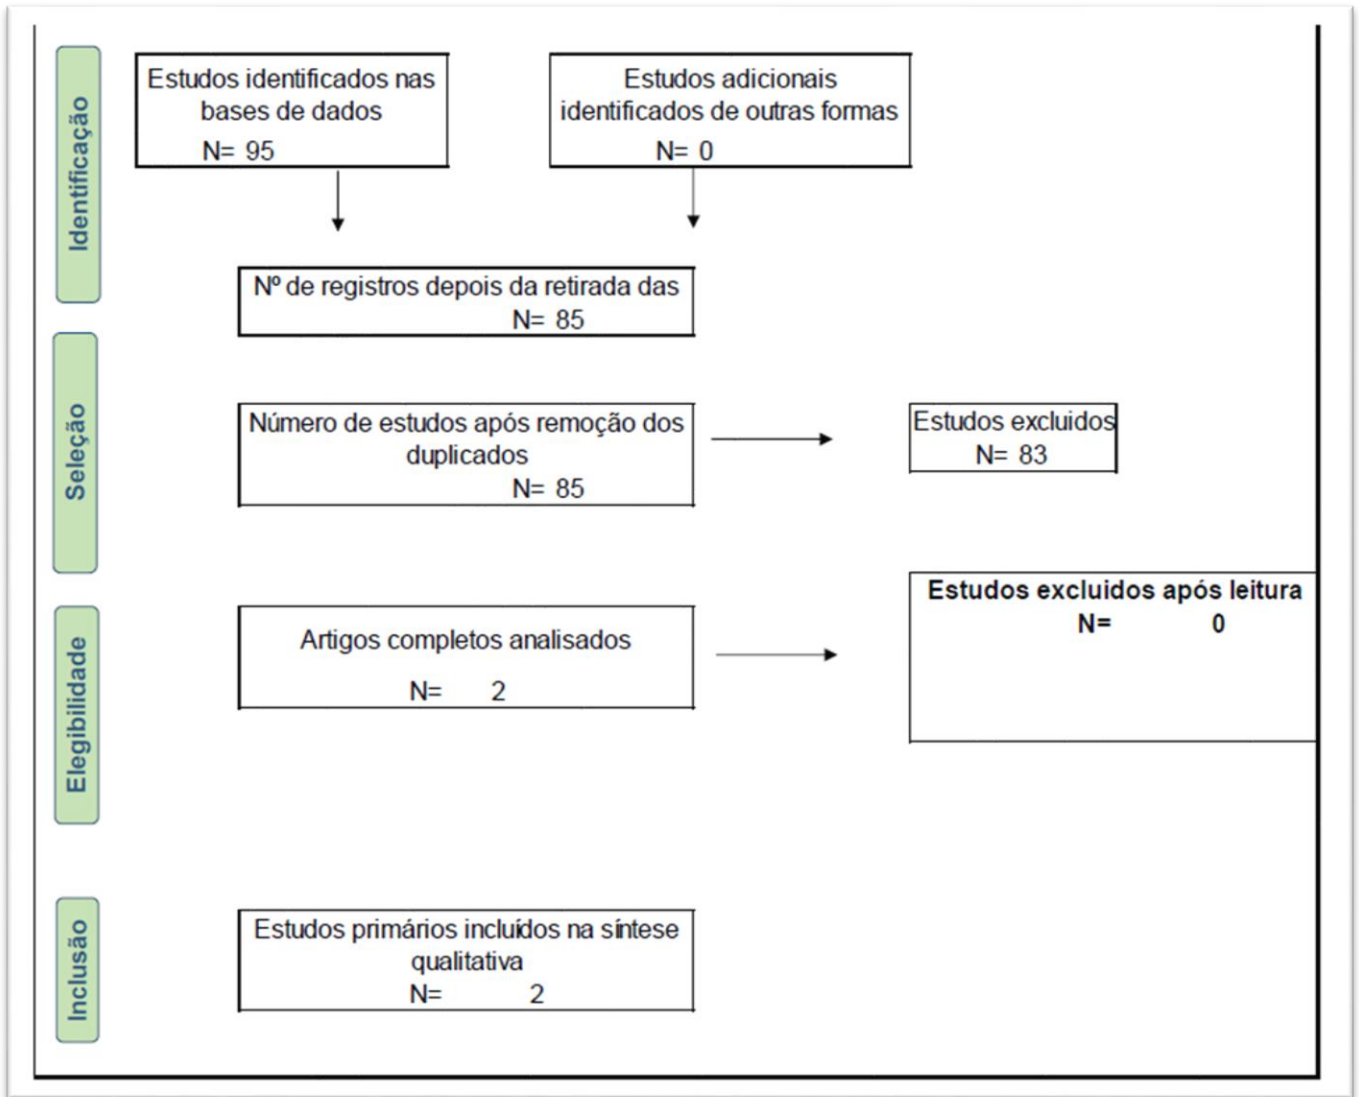 Identificação
Estudos identificados nas
bases de dados
N= 95
Estudos adicionais
identificados de outras formas
N= 0
Nº de registros depois da retirada das
N= 85
Seleção
Número de estudos após remoção dos
duplicados
N= 85
Estudos excluidos
N= 83
Elegibilidade
Artigos completos analisados
N= 2
Estudos excluidos após leitura
N= 0
Inclusão
Estudos primários incluídos na síntese
qualitativa
N= 2